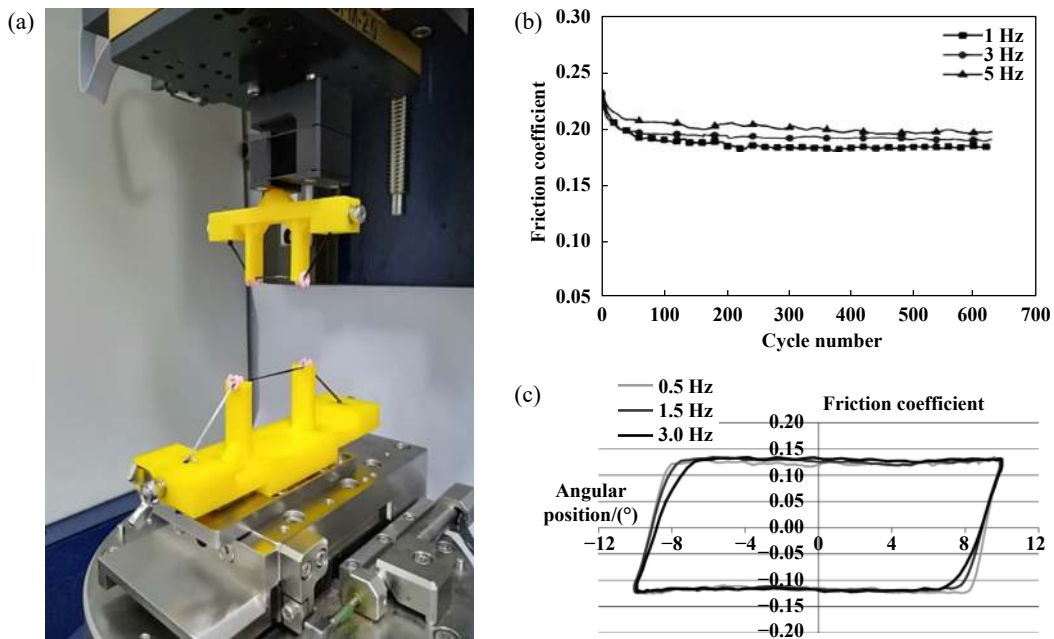 (a)
(b)
0.30
0.25
0.20
0.15
0.10
0.05
Friction coefficient
1 Hz
3 Hz
5 Hz
0
100
200
300
400
500
600
700
Cycle number
(c)
0.5 Hz
1.5 Hz
3.0 Hz
Friction coefficient
0.20
0.15
0.10
0.05
0.00
−0.05
−0.10
−0.15
−0.20
Angular
position/(°)
−12
−8
−4
0
4
8
12